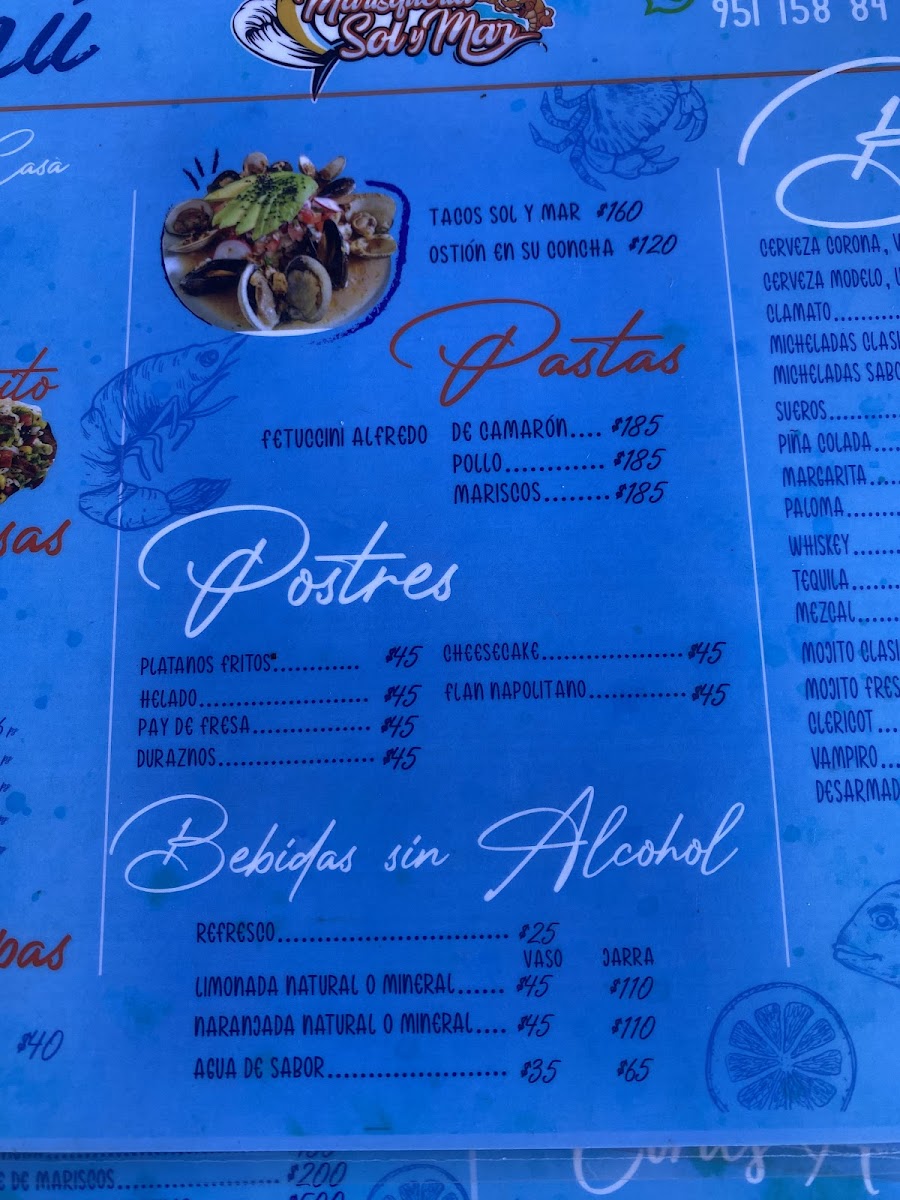 Sol y Mar
951 158 84
Casa
TACOS SOL Y MAR $160
OSTIÓN EN SU CONCHA $120
Pastas
FETUCCINI ALFREDO DE CAMARÓN.... $185
POLLO............ $185
MARISCOS........ $185
Postres
PLATANOS FRITOS............ $45
HELADO...................... $45
PAY DE FRESA............... $45
DURAZNOS.................... $45
CHEESECAKE................... $45
FLAN NAPOLITANO............. $45
Bebidas sin Alcohol
REFRESCO............................... $25
VASO JARRA
LIMONADA NATURAL O MINERAL...... $45 $110
NARANJADA NATURAL O MINERAL.... $45 $110
AGUA DE SABOR........................ $35 $65
CERVEZA CORONA,
CERVEZA MODELO,
CLAMATO
MICHELADAS
MICHELADAS
SUEROS
PIÑA COLADA
MARGARITA
PALOMA
WHISKEY
TEQUILA
MEZCAL
MOJITO
MOJITO
CLERICOT
VAMPIRO
$40
DE MARISCOS................. $200